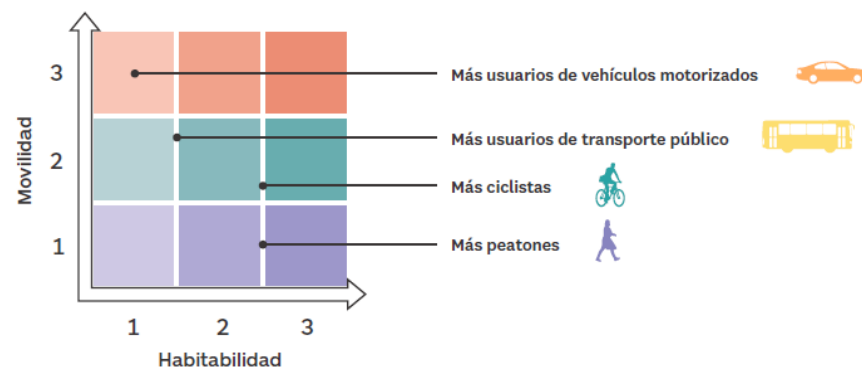 3
Más usuarios de vehículos motorizados
Movilidad
2
Más usuarios de transporte público
Más ciclistas
1
Más peatones
1 2 3
Habitabilidad